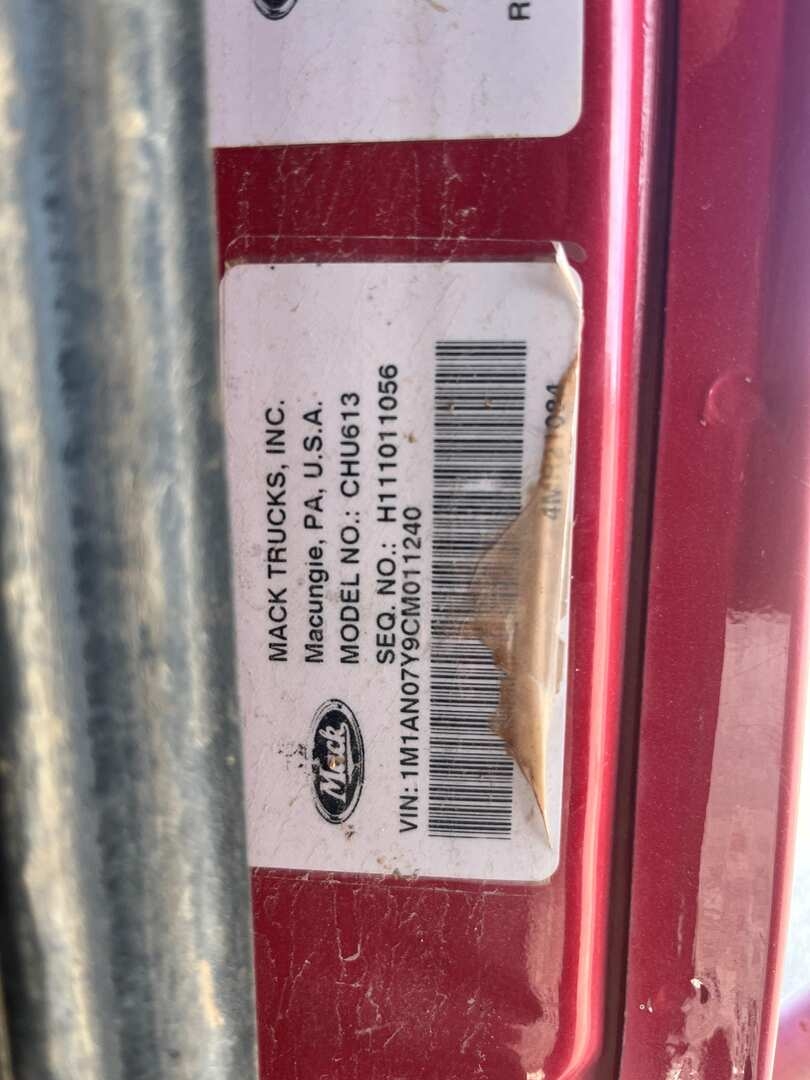 R
MACK TRUCKS, INC.
Macungie, PA, U.S.A.
MODEL NO.: CHU613
SEQ. NO.: H111011056
Mack
VIN: 1M1AN07Y9CM011240